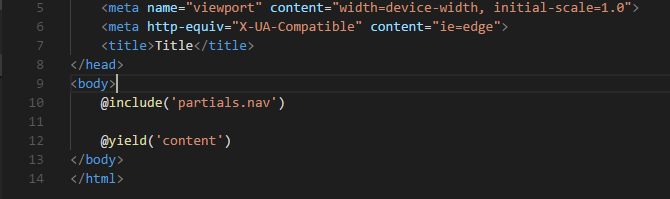 5 <meta name="viewport" content="width=device-width, initial-scale=1.0">
6 <meta http-equiv="X-UA-Compatible" content="ie=edge">
7 <title>Title</title>
8 </head>
9 <body>
10 @include('partials.nav')
11
12 @yield('content')
13 </body>
14 </html>